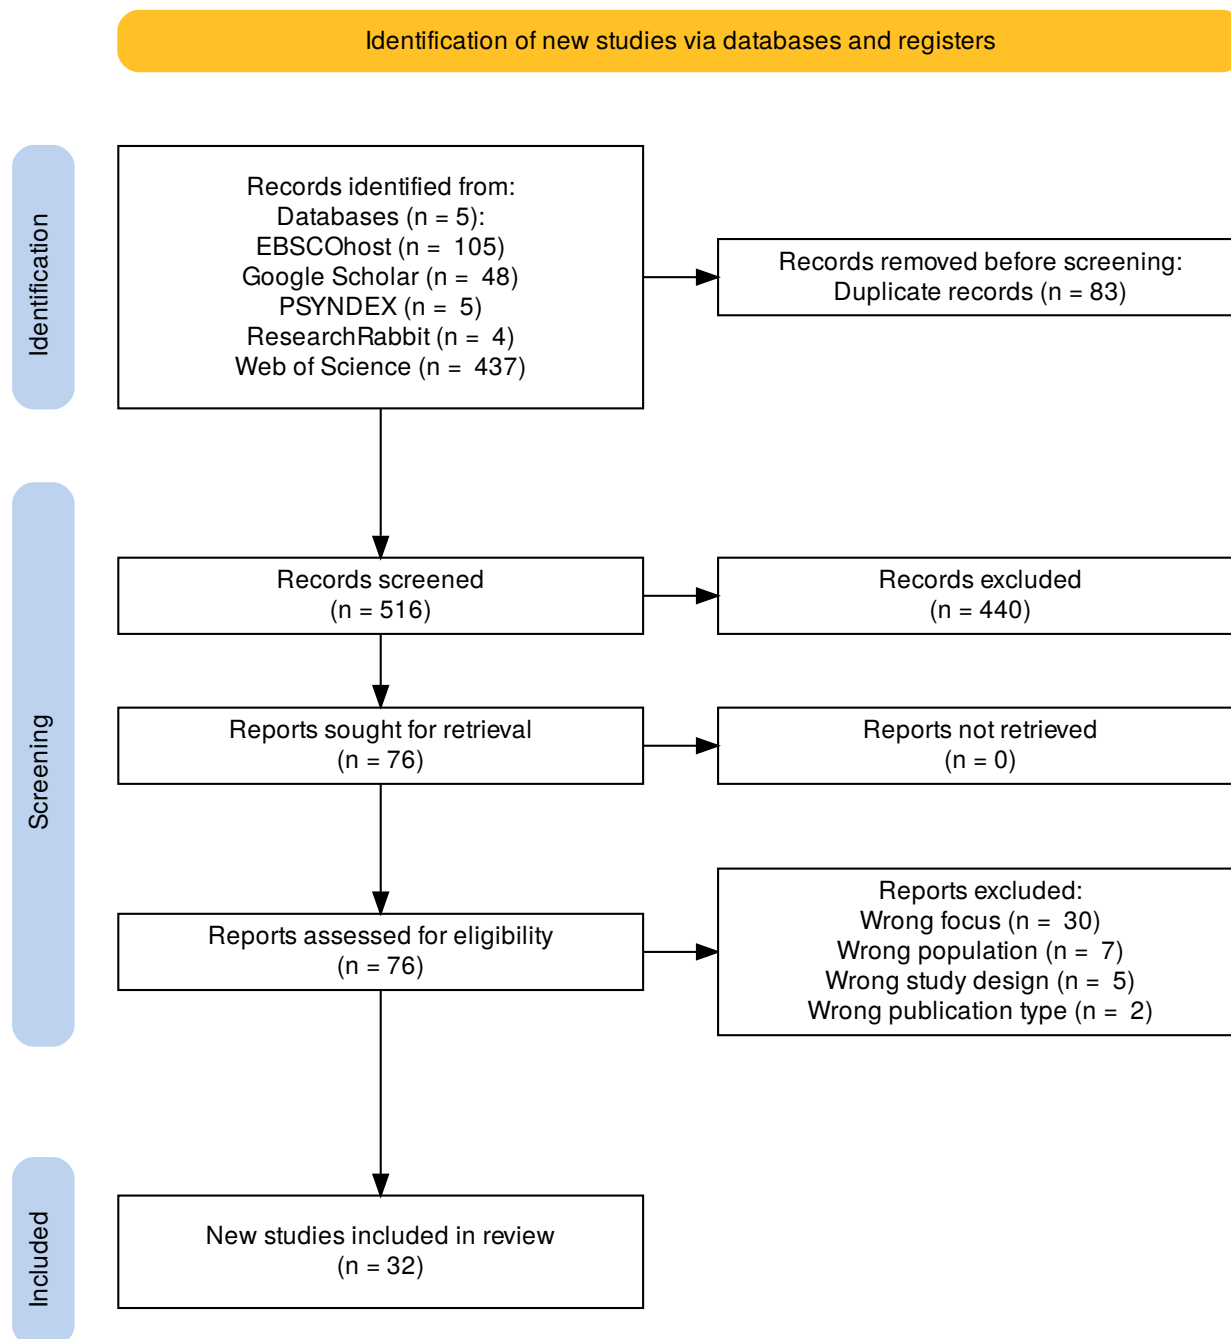 Identification of new studies via databases and registers
Identification
Records identified from:
Databases (n = 5):
EBSCOhost (n = 105)
Google Scholar (n = 48)
PSYNDEX (n = 5)
ResearchRabbit (n = 4)
Web of Science (n = 437)
Records removed before screening:
Duplicate records (n = 83)
Screening
Records screened
(n = 516)
Records excluded
(n = 440)
Reports sought for retrieval
(n = 76)
Reports not retrieved
(n = 0)
Reports assessed for eligibility
(n = 76)
Reports excluded:
Wrong focus (n = 30)
Wrong population (n = 7)
Wrong study design (n = 5)
Wrong publication type (n = 2)
Included
New studies included in review
(n = 32)